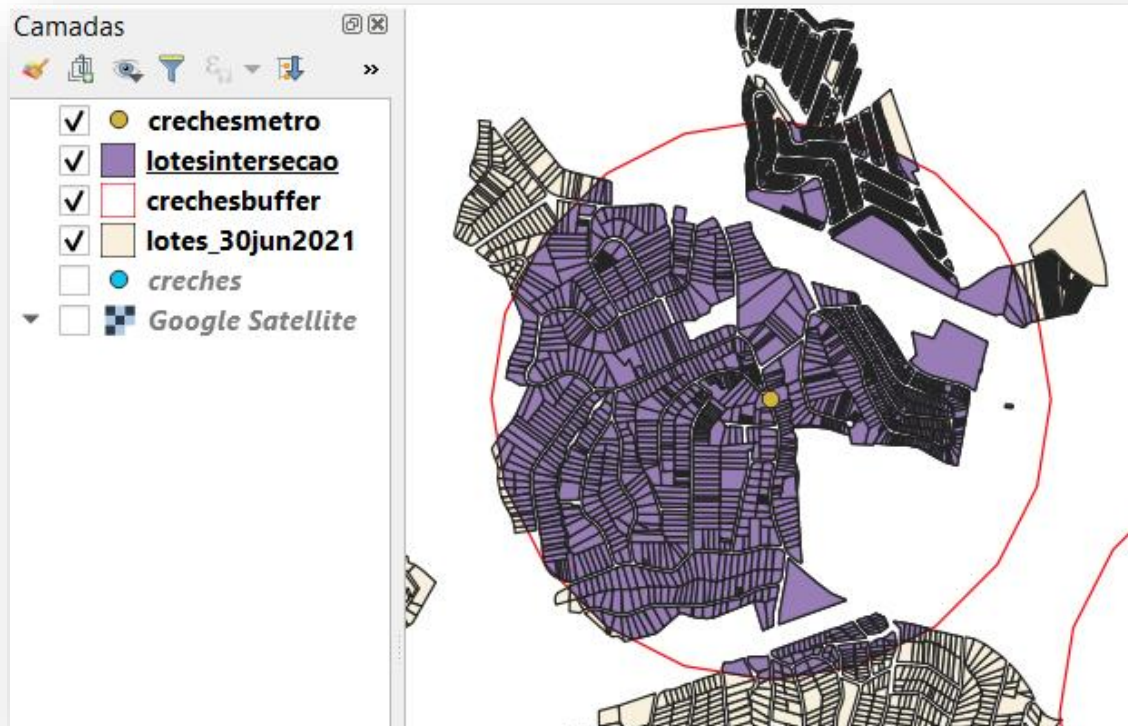 Camadas
»
crechesmetro
lotesintersecao
crechesbuffer
lotes_30jun2021
creches
Google Satellite